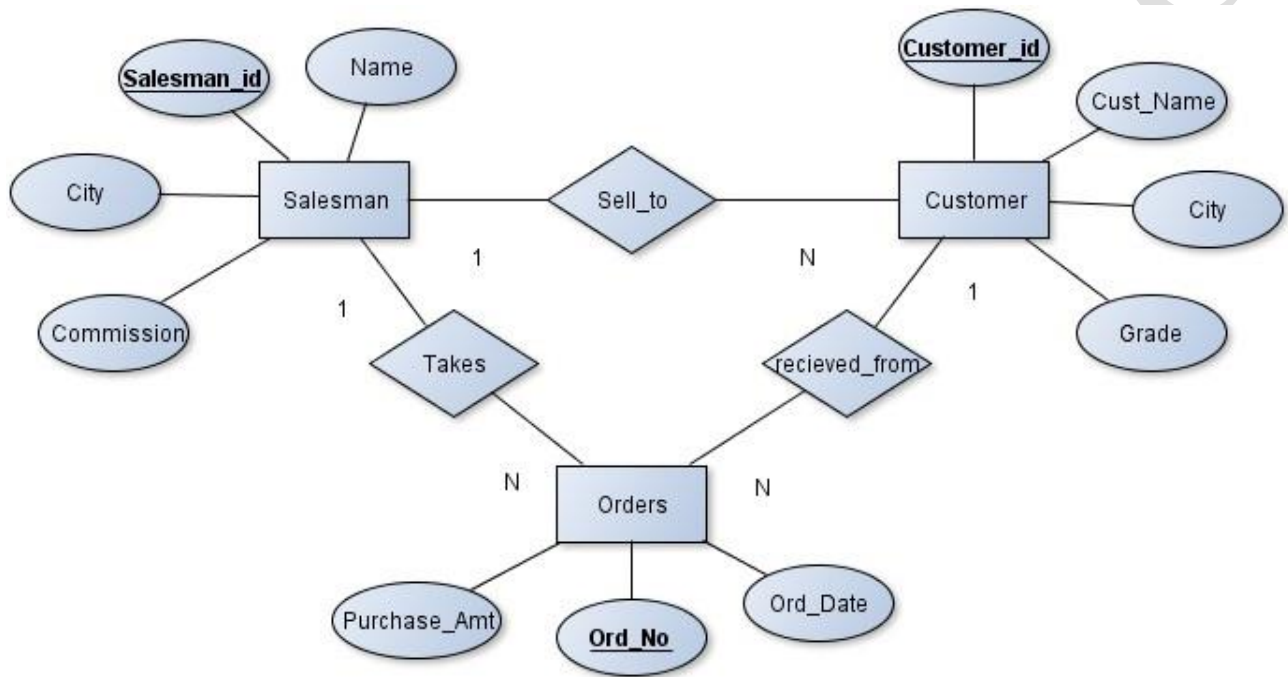 Salesman_id
Name
Customer_id
Cust_Name
City
Salesman
Sell_to
Customer
City
1
N
1
1
Commission
Takes
recieved_from
Grade
N
N
Orders
Purchase_Amt
Ord_No
Ord_Date